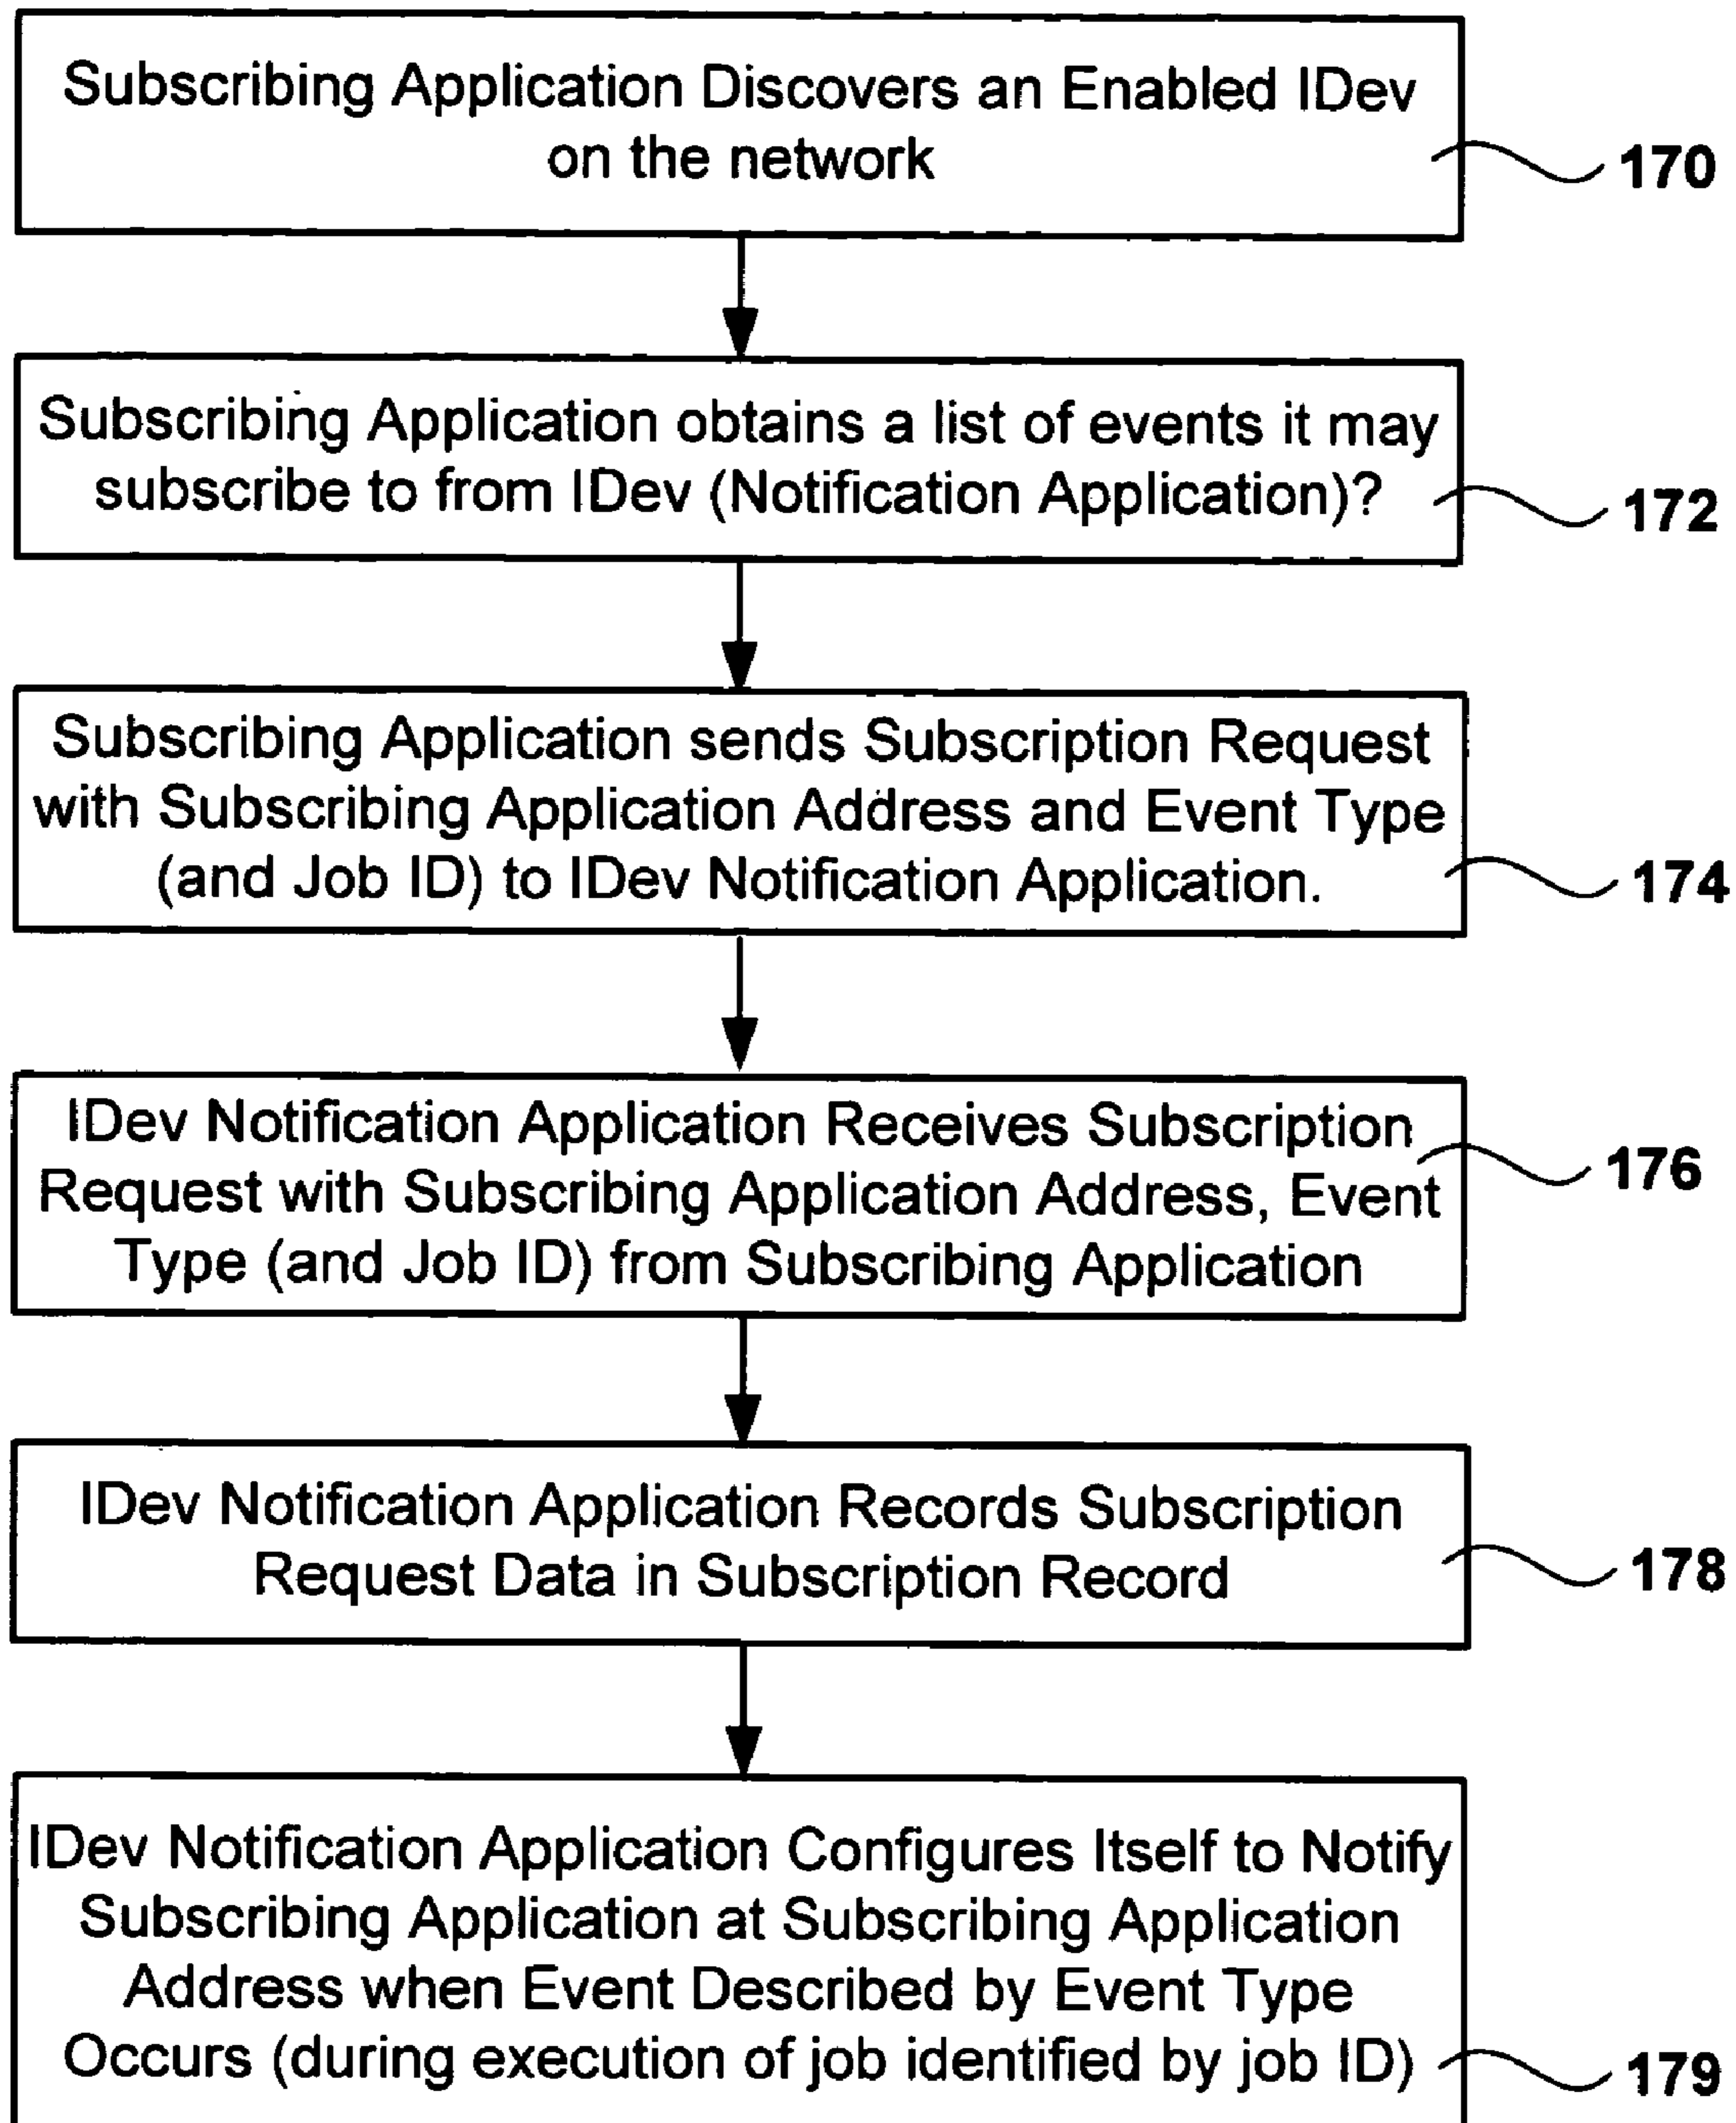 Subscribing Application Discovers an Enabled IDev
on the network
170
Subscribing Application obtains a list of events it may
subscribe to from IDev (Notification Application)?
172
Subscribing Application sends Subscription Request
with Subscribing Application Address and Event Type
(and Job ID) to IDev Notification Application.
174
IDev Notification Application Receives Subscription
Request with Subscribing Application Address, Event
Type (and Job ID) from Subscribing Application
176
IDev Notification Application Records Subscription
Request Data in Subscription Record
178
IDev Notification Application Configures Itself to Notify
Subscribing Application at Subscribing Application
Address when Event Described by Event Type
Occurs (during execution of job identified by job ID)
179